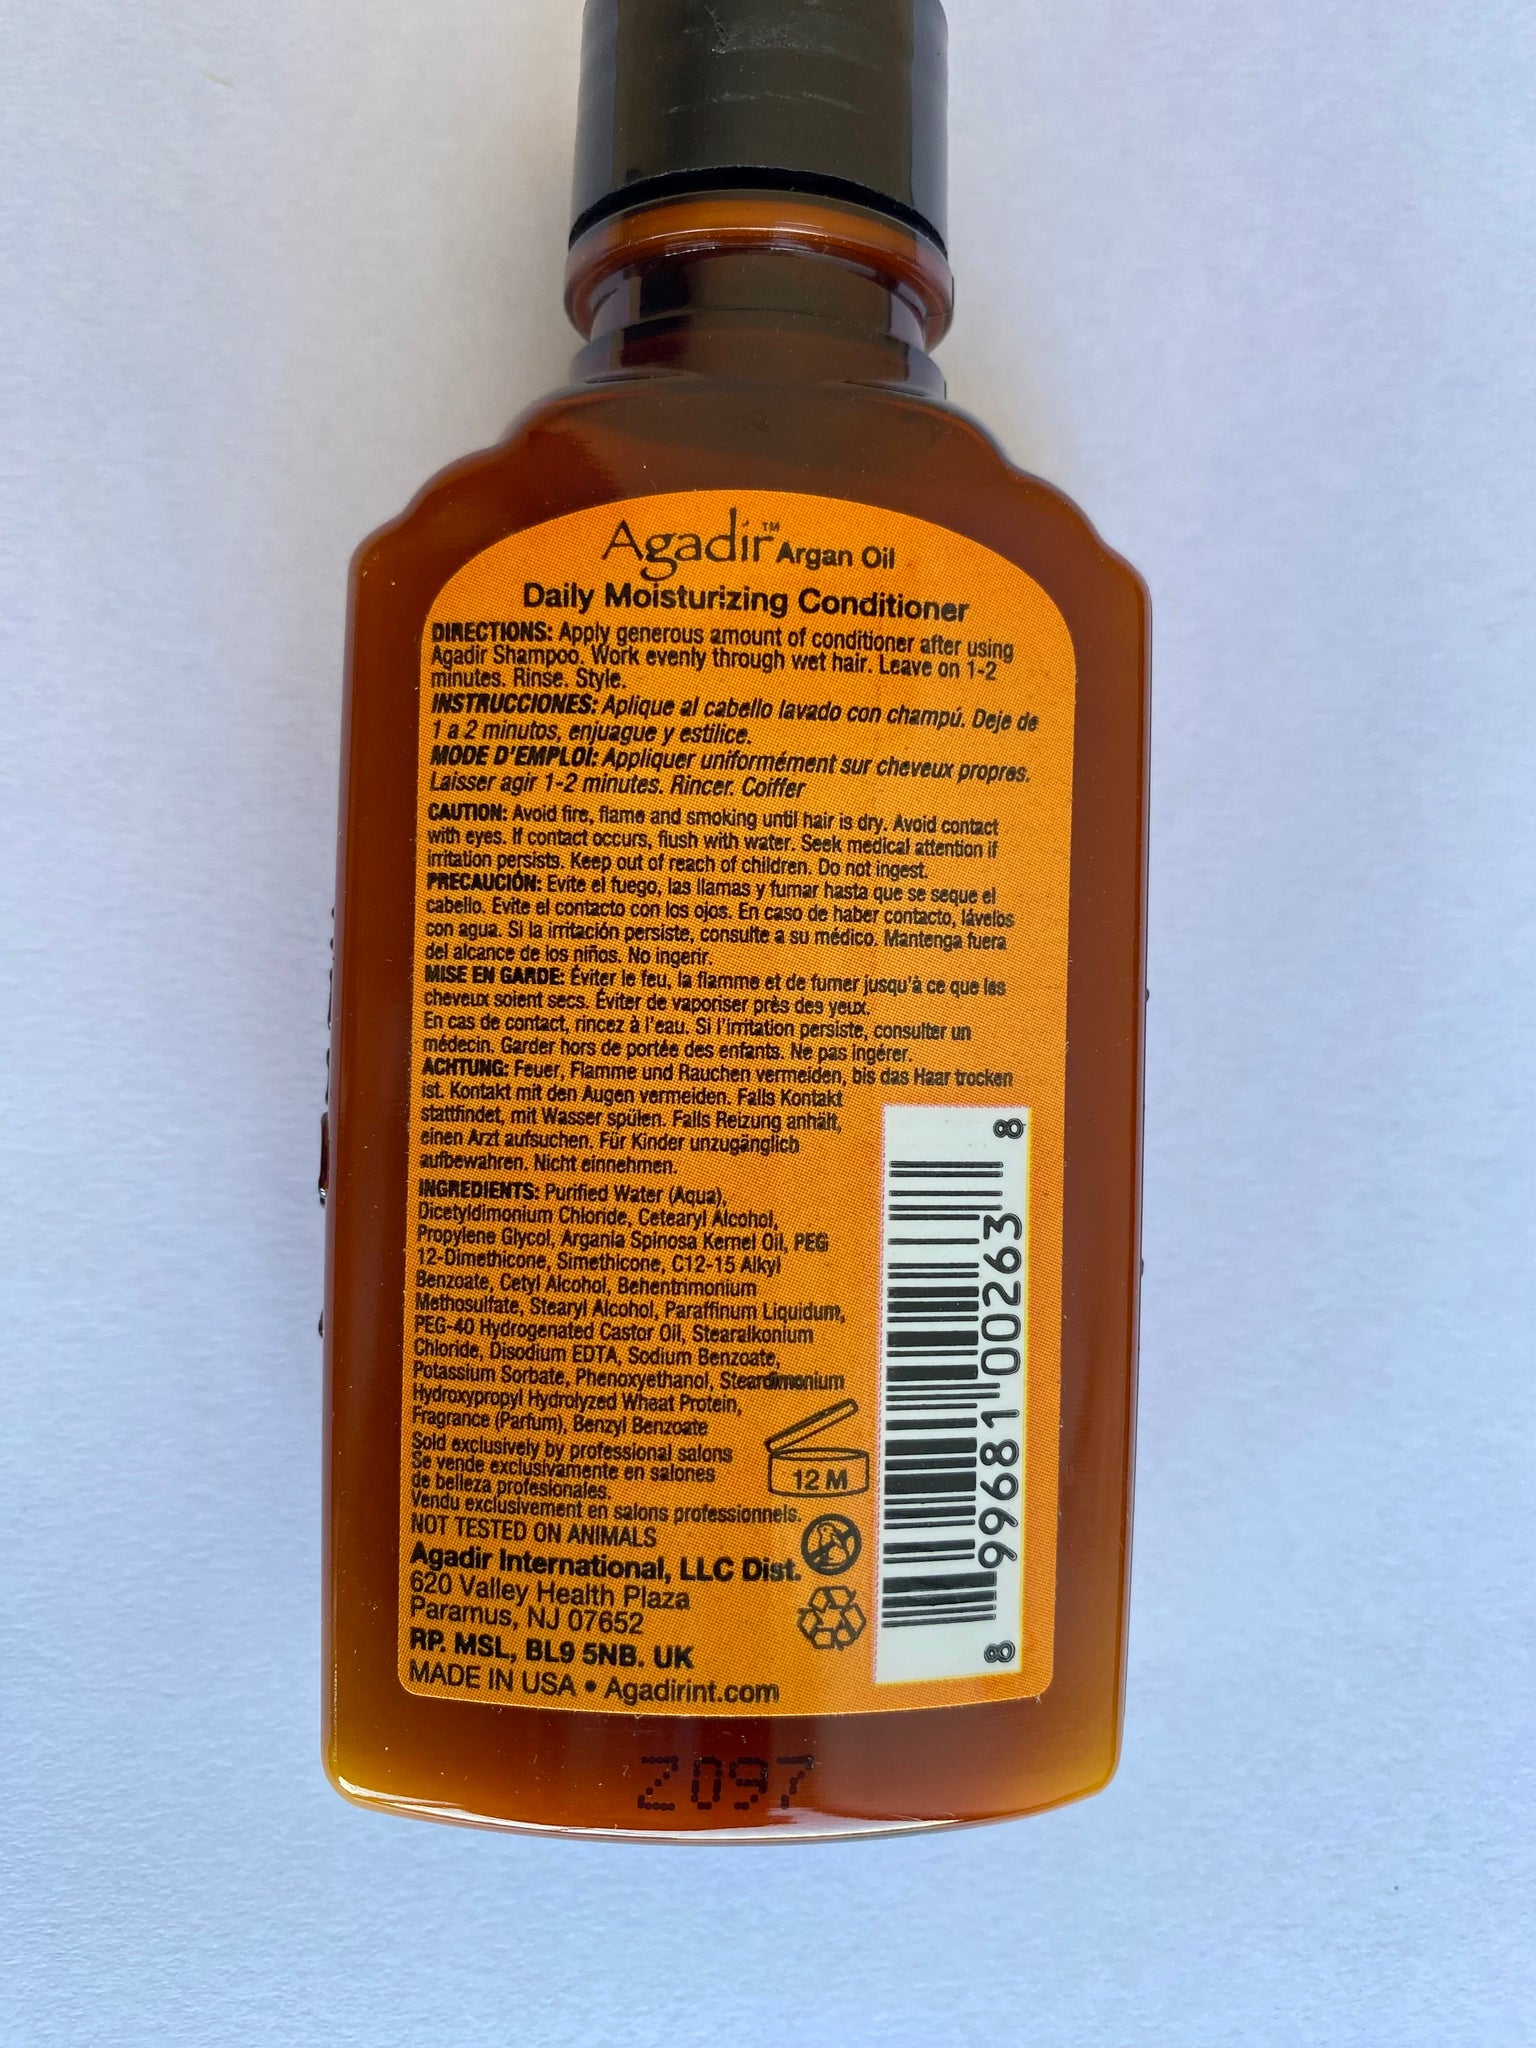 Agadir™ Argan Oil
Daily Moisturizing Conditioner
DIRECTIONS: Apply generous amount of conditioner after using
Agadir Shampoo. Work evenly through wet hair. Leave on 1-2
minutes. Rinse. Style.
INSTRUCCIONES: Aplique al cabello lavado con champú. Deje de
1 a 2 minutos, enjuague y estilice.
MODE D'EMPLOI: Appliquer uniformément sur cheveux propres.
Laisser agir 1-2 minutes. Rincer. Coiffer
CAUTION: Avoid fire, flame and smoking until hair is dry. Avoid contact
with eyes. If contact occurs, flush with water. Seek medical attention if
irritation persists. Keep out of reach of children. Do not ingest.
PRECAUCIÓN: Evite el fuego, las llamas y fumar hasta que se seque el
cabello. Evite el contacto con los ojos. En caso de haber contacto, lávelos
con agua. Si la irritación persiste, consulte a su médico. Mantenga fuera
del alcance de los niños. No ingerir.
MISE EN GARDE: Éviter le feu, la flamme et de fumer jusqu'à ce que les
cheveux soient secs. Éviter de vaporiser près des yeux.
En cas de contact, rincez à l'eau. Si l'irritation persiste, consulter un
médecin. Garder hors de portée des enfants. Ne pas ingérer.
ACHTUNG: Feuer, Flamme und Rauchen vermeiden, bis das Haar trocken
ist. Kontakt mit den Augen vermeiden. Falls Kontakt
stattfindet, mit Wasser spülen. Falls Reizung anhält,
einen Arzt aufsuchen. Für Kinder unzugänglich
aufbewahren. Nicht einnehmen.
INGREDIENTS: Purified Water (Aqua),
Dicetyldimonium Chloride, Cetearyl Alcohol,
Propylene Glycol, Argania Spinosa Kernel Oil, PEG
12-Dimethicone, Simethicone, C12-15 Alkyl
Benzoate, Cetyl Alcohol, Behentrimonium
Methosulfate, Stearyl Alcohol, Paraffinum Liquidum,
PEG-40 Hydrogenated Castor Oil, Stearalkonium
Chloride, Disodium EDTA, Sodium Benzoate,
Potassium Sorbate, Phenoxyethanol, Steardimonium
Hydroxypropyl Hydrolyzed Wheat Protein,
Fragrance (Parfum), Benzyl Benzoate
Sold exclusively by professional salons
Se vende exclusivamente en salones
de belleza profesionales.
Vendu exclusivement en salons professionnels.
NOT TESTED ON ANIMALS
Agadir International, LLC Dist.
620 Valley Health Plaza
Paramus, NJ 07652
RP. MSL, BL9 5NB. UK
MADE IN USA • Agadirint.com
12 M
8 99681 00263 8
Z097